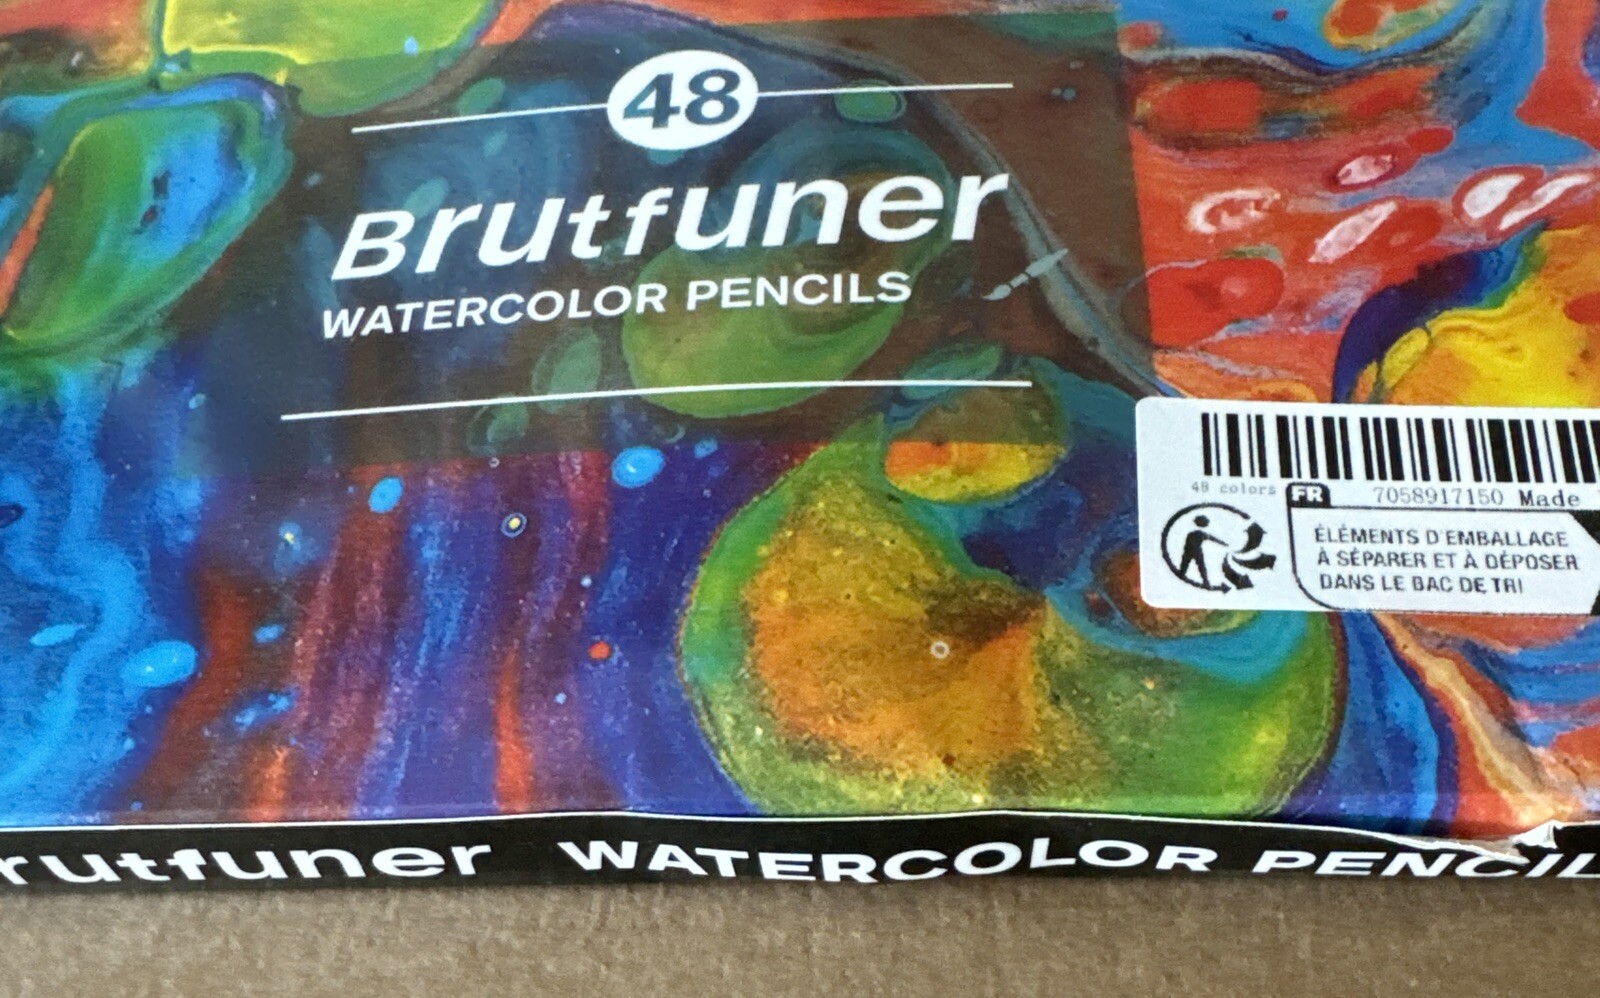 48
Brutfuner
WATERCOLOR PENCILS
48 colors FR 7058917150 Made
ÉLÉMENTS D'EMBALLAGE
À SÉPARER ET À DÉPOSER
DANS LE BAC DE TRI
rutfuner WATERCOLOR PENCIL